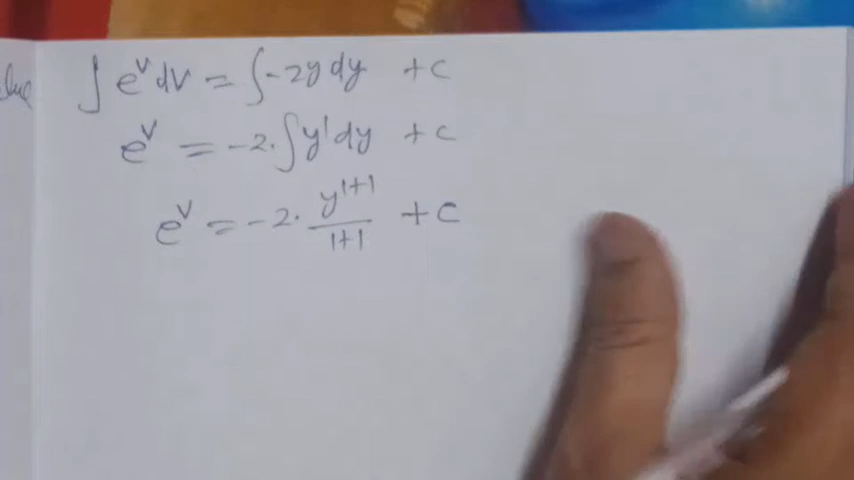 ∫ e^v dv = ∫ -2y dy + c
e^v = -2. ∫ y^1 dy + c
e^v = -2. y^(1+1)/(1+1) + c